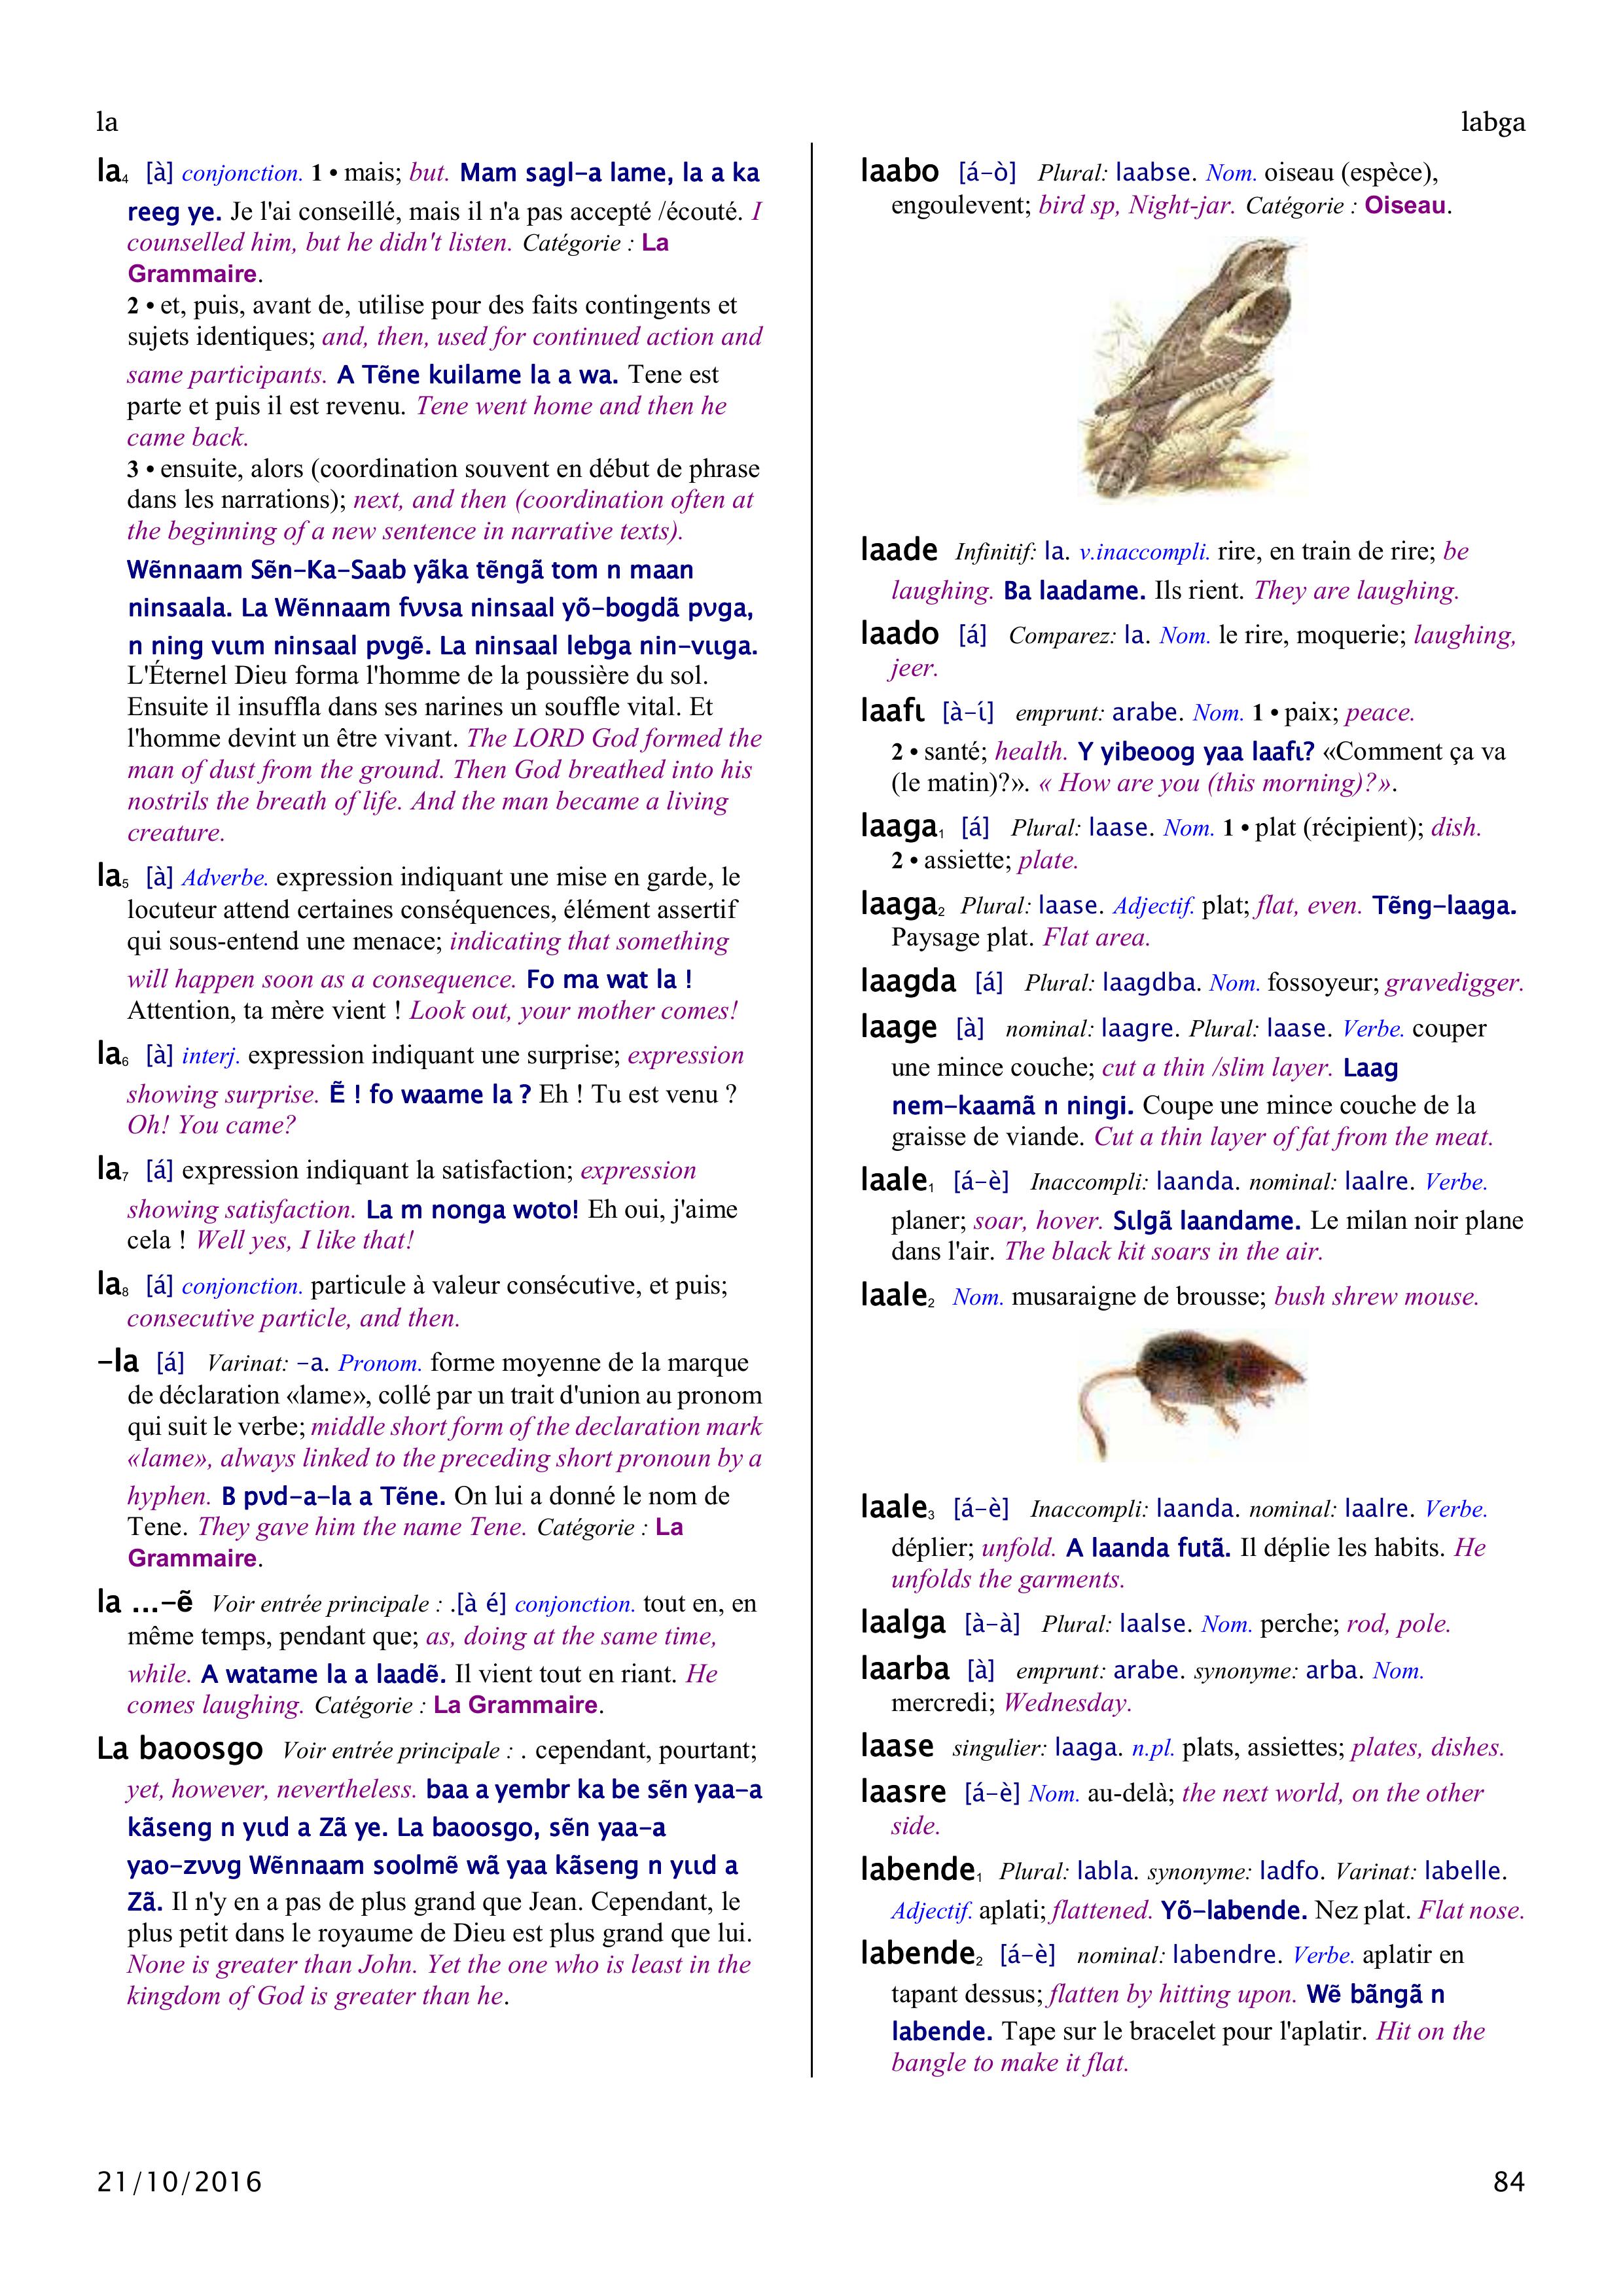 la
labga
la₄ [à] conjonction. 1 • mais; but. Mam sagl-a lame, la a ka
reeg ye. Je l'ai conseillé, mais il n'a pas accepté /écouté. I
counselled him, but he didn't listen. Catégorie : La
Grammaire.
2 • et, puis, avant de, utilise pour des faits contingents et
sujets identiques; and, then, used for continued action and
same participants. A Tẽne kuilame la a wa. Tene est
parte et puis il est revenu. Tene went home and then he
came back.
3 • ensuite, alors (coordination souvent en début de phrase
dans les narrations); next, and then (coordination often at
the beginning of a new sentence in narrative texts).
Wẽnnaam Sẽn-Ka-Saab yãka tẽngã tom n maan
ninsaala. La Wẽnnaam fʋʋsa ninsaal yõ-bogdã pʋga,
n ning vɩɩm ninsaal pʋgẽ. La ninsaal lebga nin-vɩɩga.
L'Éternel Dieu forma l'homme de la poussière du sol.
Ensuite il insuffla dans ses narines un souffle vital. Et
l'homme devint un être vivant. The LORD God formed the
man of dust from the ground. Then God breathed into his
nostrils the breath of life. And the man became a living
creature.
la₅ [à] Adverbe. expression indiquant une mise en garde, le
locuteur attend certaines conséquences, élément assertif
qui sous-entend une menace; indicating that something
will happen soon as a consequence. Fo ma wat la !
Attention, ta mère vient ! Look out, your mother comes!
la₆ [à] interj. expression indiquant une surprise; expression
showing surprise. Ẽ ! fo waame la ? Eh ! Tu est venu ?
Oh! You came?
la₇ [á] expression indiquant la satisfaction; expression
showing satisfaction. La m nonga woto! Eh oui, j'aime
cela ! Well yes, I like that!
la₈ [á] conjonction. particule à valeur consécutive, et puis;
consecutive particle, and then.
-la [á] Varinat: -a. Pronom. forme moyenne de la marque
de déclaration «lame», collé par un trait d'union au pronom
qui suit le verbe; middle short form of the declaration mark
«lame», always linked to the preceding short pronoun by a
hyphen. B pʋd-a-la a Tẽne. On lui a donné le nom de
Tene. They gave him the name Tene. Catégorie : La
Grammaire.
la ...-ẽ Voir entrée principale : .[à é] conjonction. tout en, en
même temps, pendant que; as, doing at the same time,
while. A watame la a laadẽ. Il vient tout en riant. He
comes laughing. Catégorie : La Grammaire.
La baoosgo Voir entrée principale : . cependant, pourtant;
yet, however, nevertheless. baa a yembr ka be sẽn yaa-a
kãseng n yɩɩd a Zã ye. La baoosgo, sẽn yaa-a
yao-zʋʋg Wẽnnaam soolmẽ wã yaa kãseng n yɩɩd a
Zã. Il n'y en a pas de plus grand que Jean. Cependant, le
plus petit dans le royaume de Dieu est plus grand que lui.
None is greater than John. Yet the one who is least in the
kingdom of God is greater than he.
laabo [á-ò] Plural: laabse. Nom. oiseau (espèce),
engoulevent; bird sp, Night-jar. Catégorie : Oiseau.
laade Infinitif: la. v.inaccompli. rire, en train de rire; be
laughing. Ba laadame. Ils rient. They are laughing.
laado [á] Comparez: la. Nom. le rire, moquerie; laughing,
jeer.
laafɩ [à-ɩ́] emprunt: arabe. Nom. 1 • paix; peace.
2 • santé; health. Y yibeoog yaa laafɩ? «Comment ça va
(le matin)?». « How are you (this morning)?».
laaga₁ [á] Plural: laase. Nom. 1 • plat (récipient); dish.
2 • assiette; plate.
laaga₂ Plural: laase. Adjectif. plat; flat, even. Tẽng-laaga.
Paysage plat. Flat area.
laagda [á] Plural: laagdba. Nom. fossoyeur; gravedigger.
laage [à] nominal: laagre. Plural: laase. Verbe. couper
une mince couche; cut a thin /slim layer. Laag
nem-kaamã n ningi. Coupe une mince couche de la
graisse de viande. Cut a thin layer of fat from the meat.
laale₁ [á-è] Inaccompli: laanda. nominal: laalre. Verbe.
planer; soar, hover. Sɩlgã laandame. Le milan noir plane
dans l'air. The black kit soars in the air.
laale₂ Nom. musaraigne de brousse; bush shrew mouse.
laale₃ [á-è] Inaccompli: laanda. nominal: laalre. Verbe.
déplier; unfold. A laanda futã. Il déplie les habits. He
unfolds the garments.
laalga [à-à] Plural: laalse. Nom. perche; rod, pole.
laarba [à] emprunt: arabe. synonyme: arba. Nom.
mercredi; Wednesday.
laase singulier: laaga. n.pl. plats, assiettes; plates, dishes.
laasre [á-è] Nom. au-delà; the next world, on the other
side.
labende₁ Plural: labla. synonyme: ladfo. Varinat: labelle.
Adjectif. aplati; flattened. Yõ-labende. Nez plat. Flat nose.
labende₂ [á-è] nominal: labendre. Verbe. aplatir en
tapant dessus; flatten by hitting upon. Wẽ bãngã n
labende. Tape sur le bracelet pour l'aplatir. Hit on the
bangle to make it flat.
21/10/2016
84